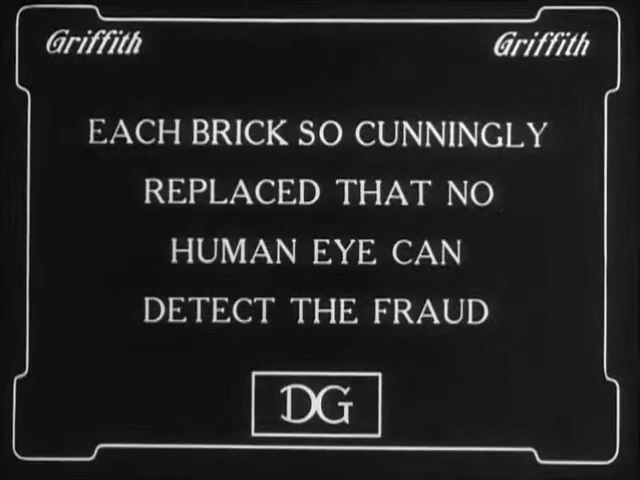 Griffith Griffith
EACH BRICK SO CUNNINGLY
REPLACED THAT NO
HUMAN EYE CAN
DETECT THE FRAUD
DG